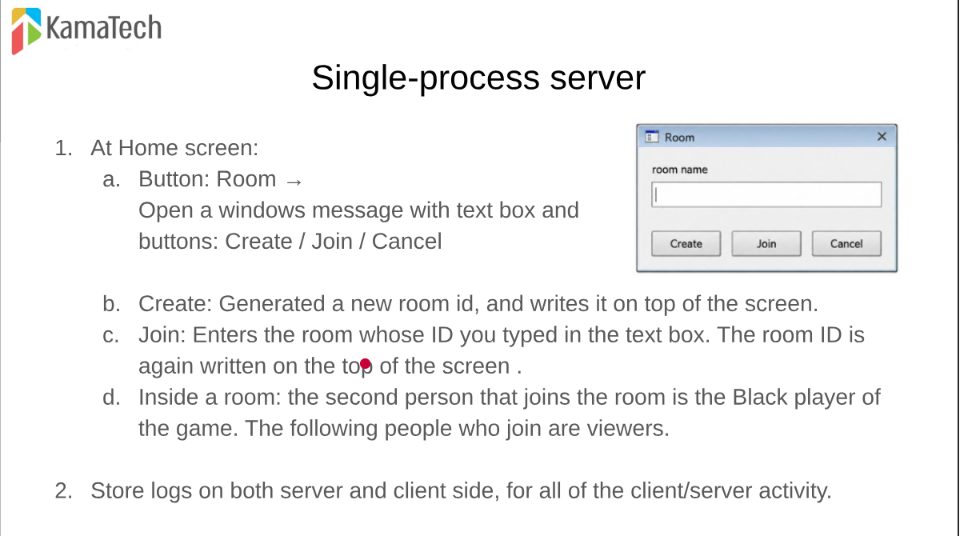 KamaTech
Single-process server
1. At Home screen:
a. Button: Room →
Open a windows message with text box and
buttons: Create / Join / Cancel
Room
room name
Create Join Cancel
b. Create: Generated a new room id, and writes it on top of the screen.
c. Join: Enters the room whose ID you typed in the text box. The room ID is
again written on the top of the screen .
d. Inside a room: the second person that joins the room is the Black player of
the game. The following people who join are viewers.
2. Store logs on both server and client side, for all of the client/server activity.